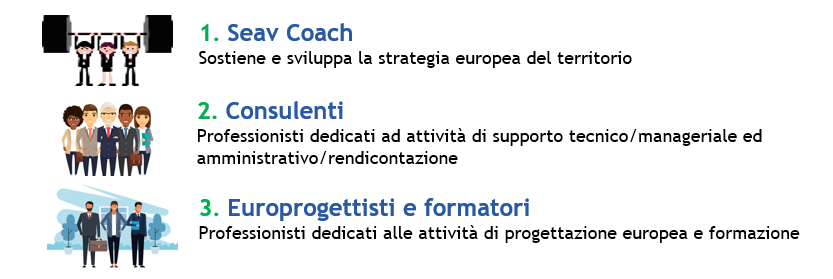 1. Seav Coach
Sostiene e sviluppa la strategia europea del territorio
2. Consulenti
Professionisti dedicati ad attività di supporto tecnico/manageriale ed
amministrativo/rendicontazione
3. Europrogettisti e formatori
Professionisti dedicati alle attività di progettazione europea e formazione